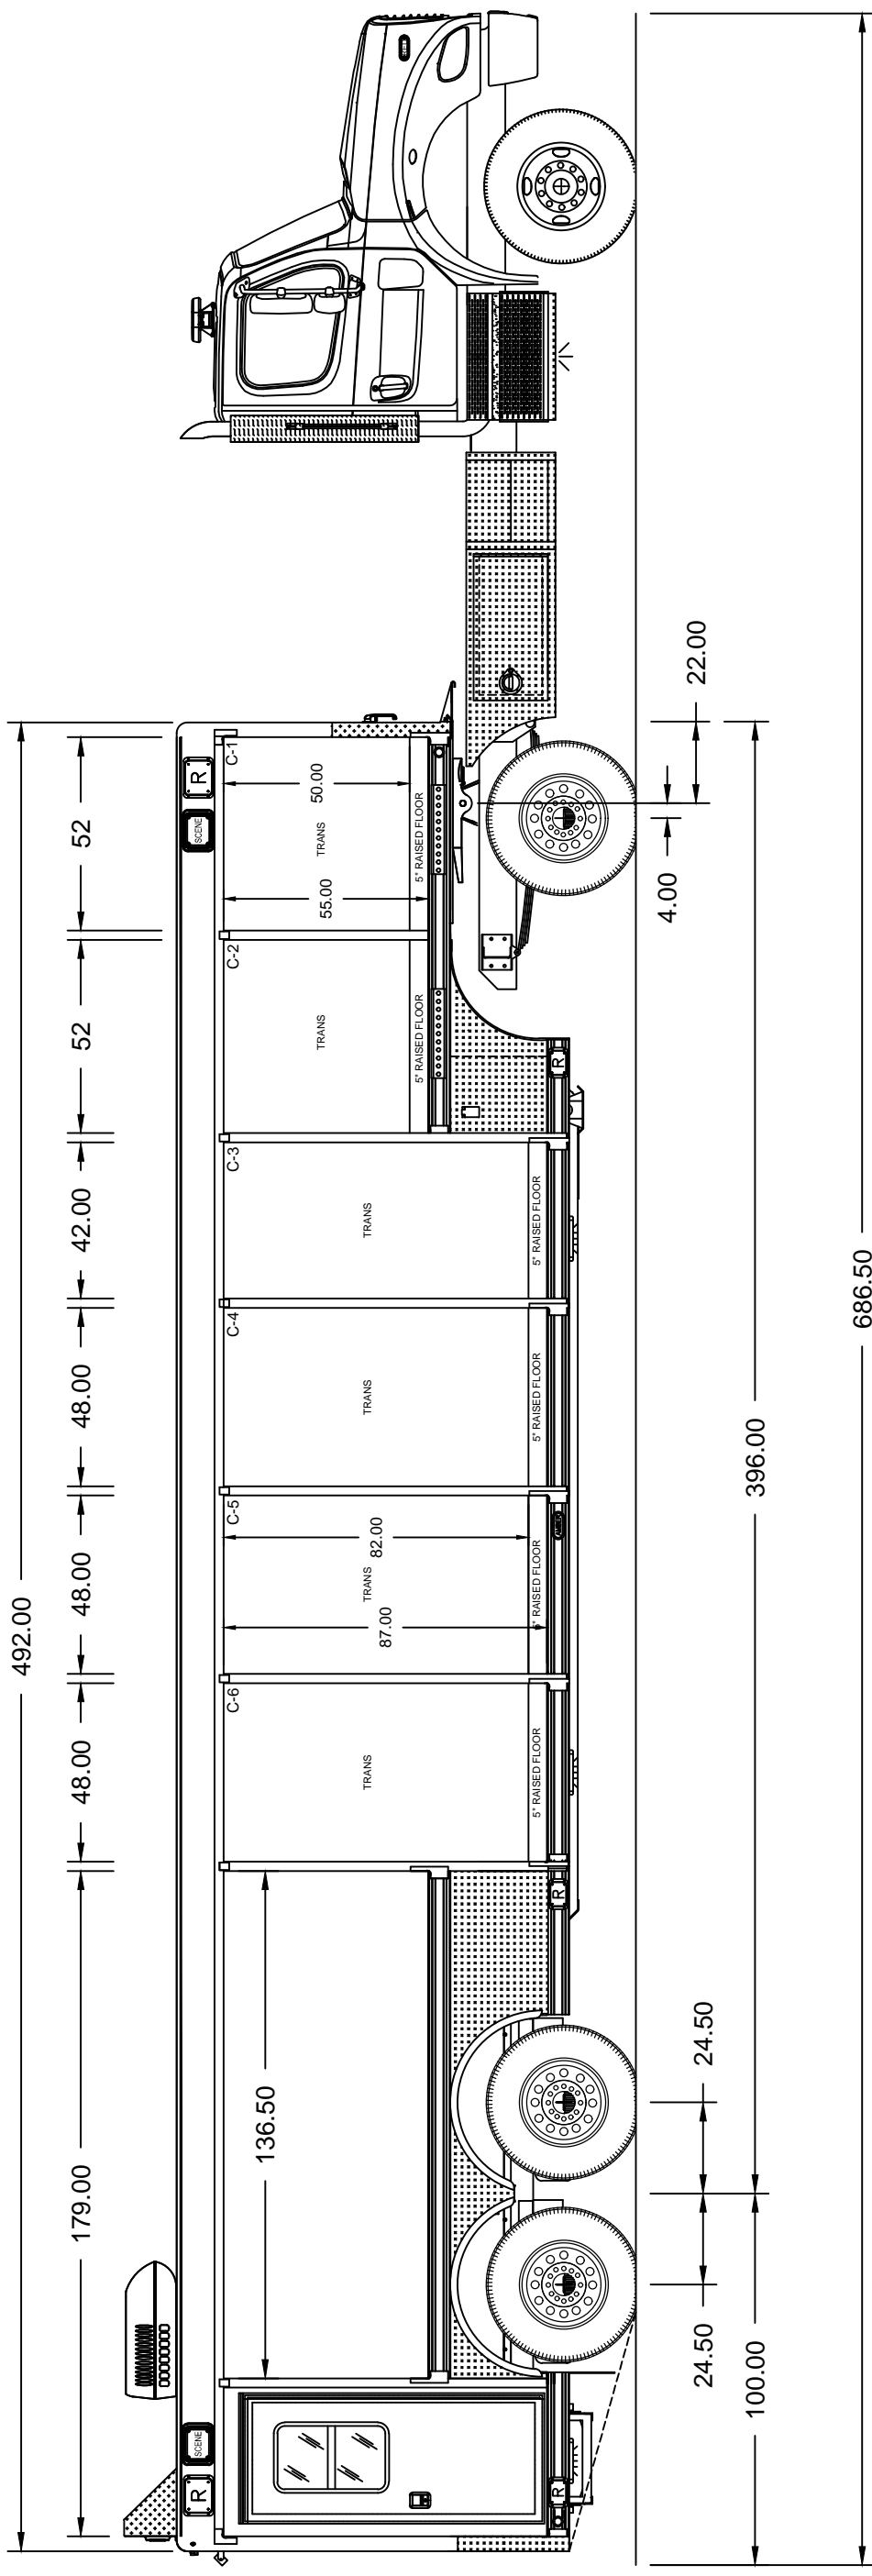 492.00
179.00
48.00
48.00
48.00
42.00
52
52
R
SCENE
SCENE
R
C-6
C-5
C-4
C-3
C-2
C-1
136.50
50.00
55.00
TRANS
TRANS
TRANS
TRANS
TRANS
TRANS
82.00
87.00
5" RAISED FLOOR
5" RAISED FLOOR
5" RAISED FLOOR
5" RAISED FLOOR
5" RAISED FLOOR
5" RAISED FLOOR
R
R
R
24.50
24.50
4.00
22.00
100.00
396.00
686.50